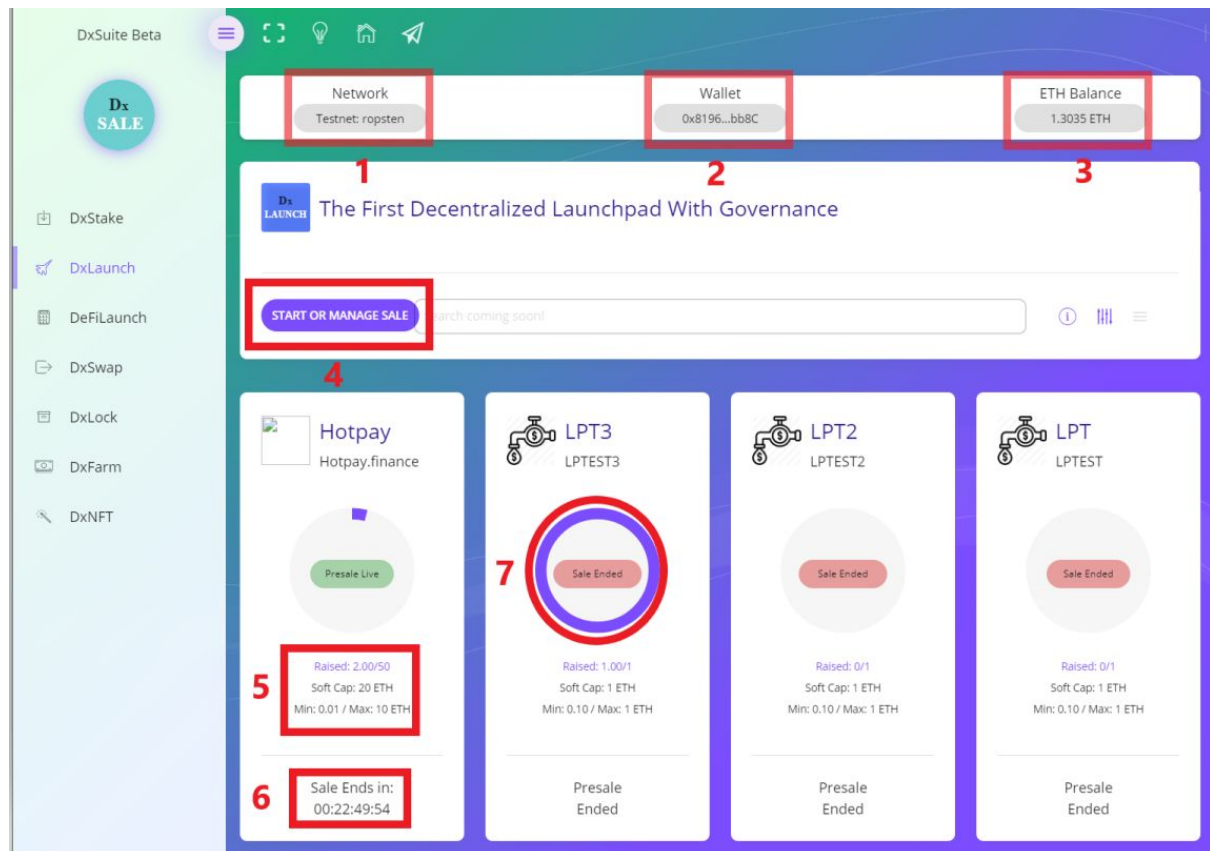 DxSuite Beta
Dx
SALE
DxStake
DxLaunch
DeFiLaunch
DxSwap
DxLock
DxFarm
DxNFT
Network
Testnet: ropsten
1
Wallet
0x8196...bb8C
2
ETH Balance
1.3035 ETH
3
Dx
LAUNCH
The First Decentralized Launchpad With Governance
START OR MANAGE SALE
coming soon!
4
Hotpay
Hotpay.finance
Presale Live
5
Raised: 2.00/50
Soft Cap: 20 ETH
Min: 0.01 / Max: 10 ETH
6
Sale Ends in:
00:22:49:54
LPT3
LPTEST3
7
Sale Ended
Raised: 1.00/1
Soft Cap: 1 ETH
Min: 0.10 / Max: 1 ETH
Presale
Ended
LPT2
LPTEST2
Sale Ended
Raised: 0/1
Soft Cap: 1 ETH
Min: 0.10 / Max: 1 ETH
Presale
Ended
LPT
LPTEST
Sale Ended
Raised: 0/1
Soft Cap: 1 ETH
Min: 0.10 / Max: 1 ETH
Presale
Ended